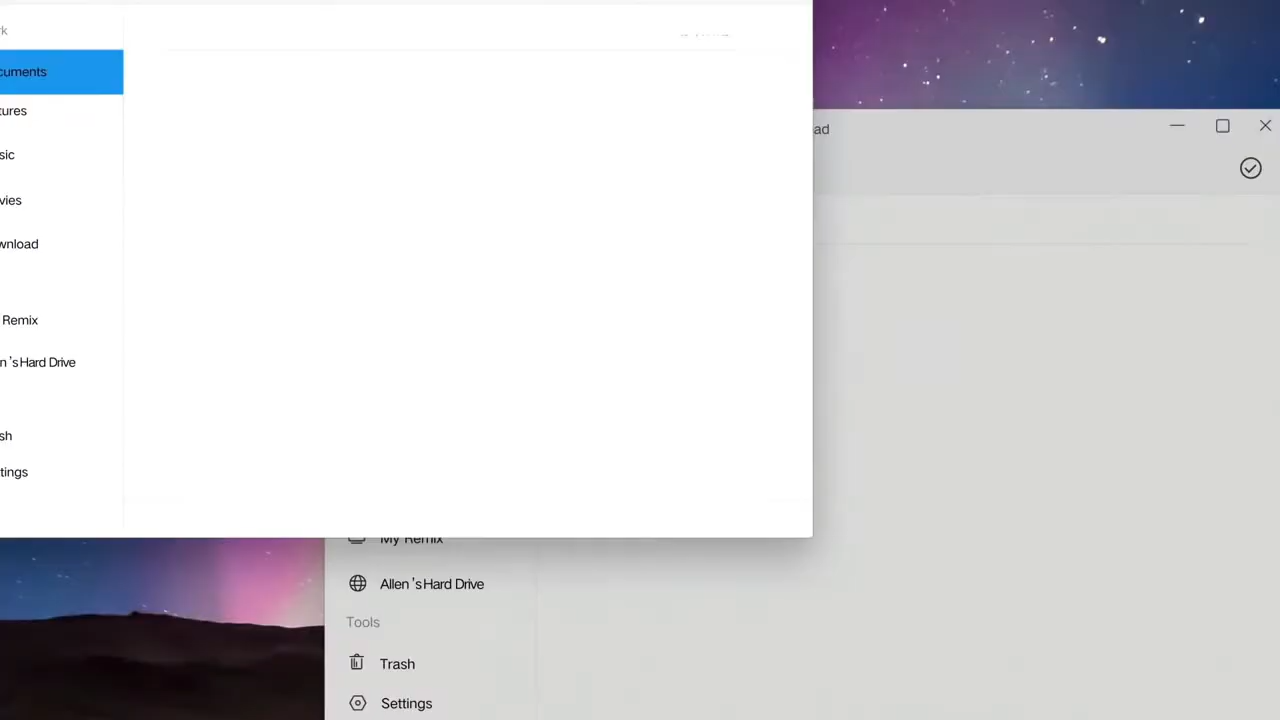 rk
cuments
tures
sic
vies
wnload
Remix
n 's Hard Drive
sh
tings
ad
My Remix
Allen 's Hard Drive
Tools
Trash
Settings